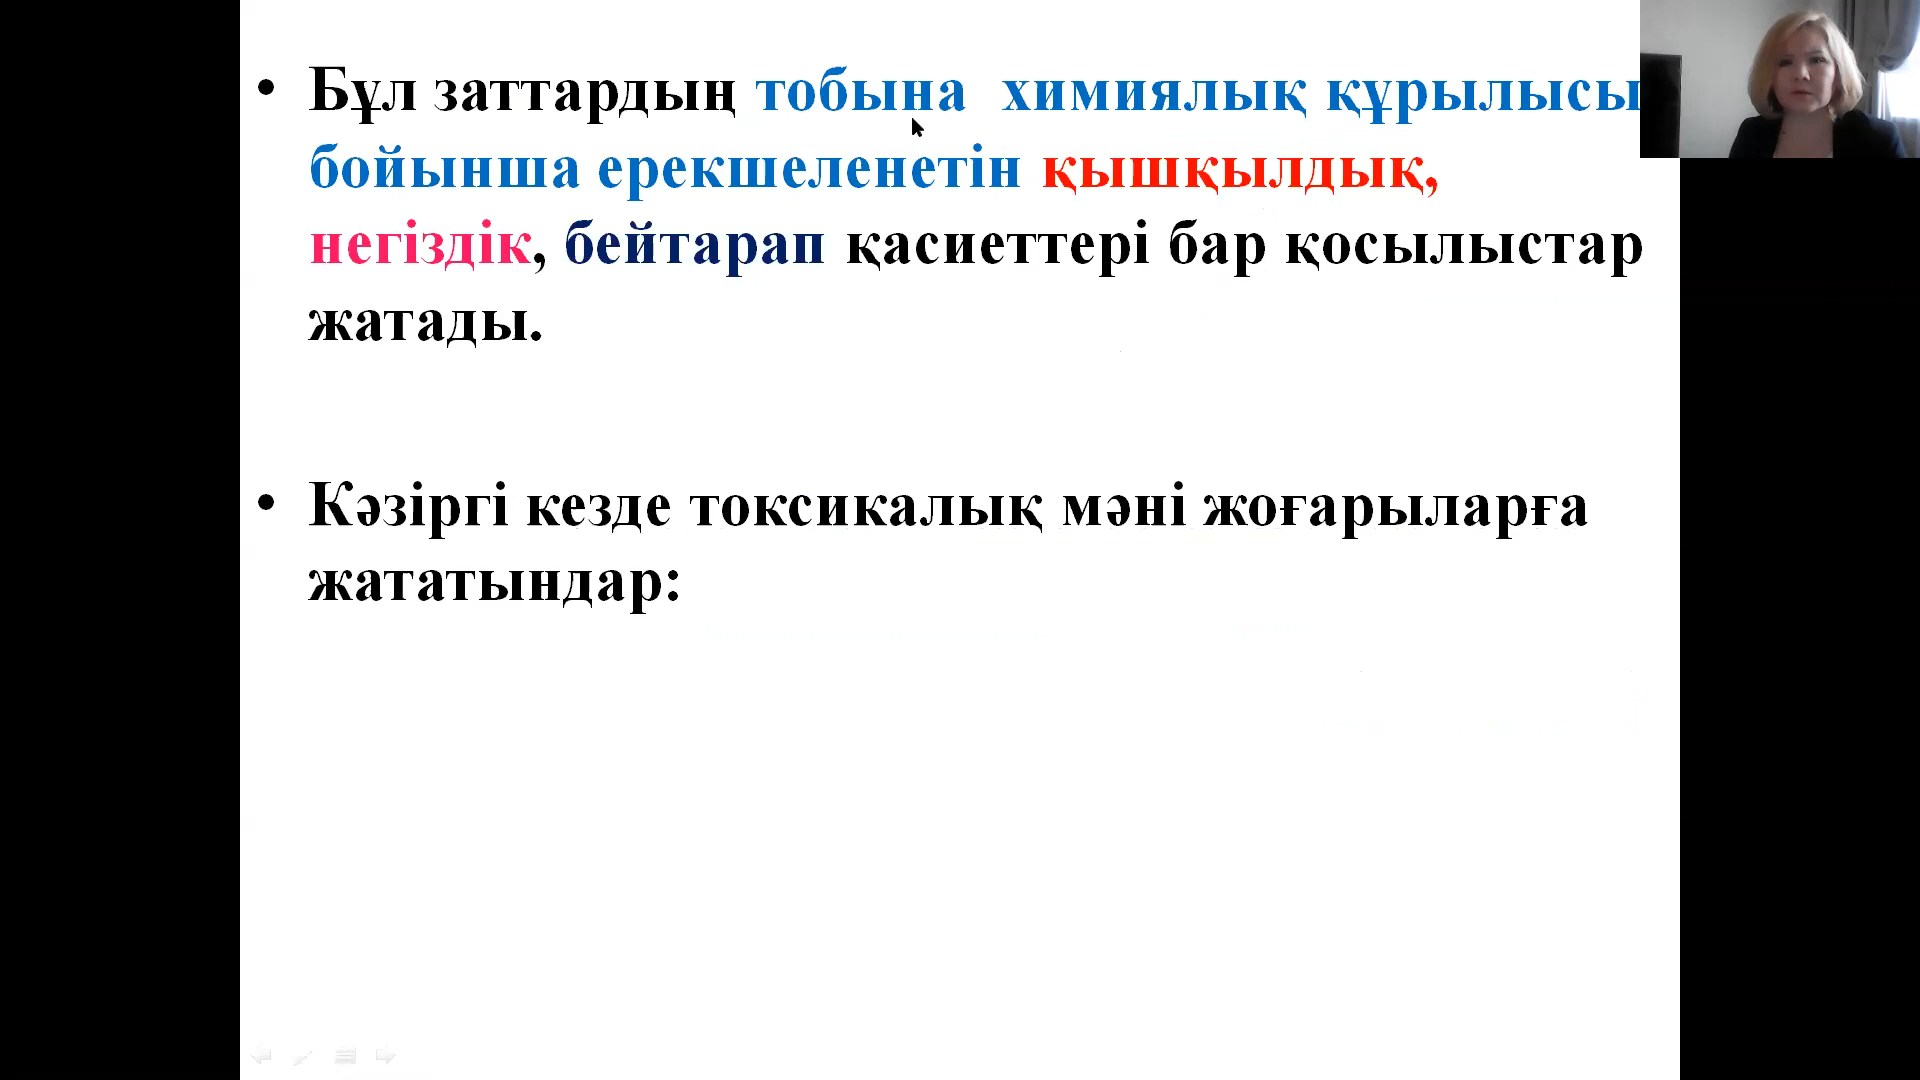 • Бұл заттардың тобына химиялық құрылысы
бойынша ерекшеленетін қышқылдық,
негіздік, бейтарап қасиеттері бар қосылыстар
жатады.
• Кәзіргі кезде токсикалық мәні жоғарыларға
жататындар: